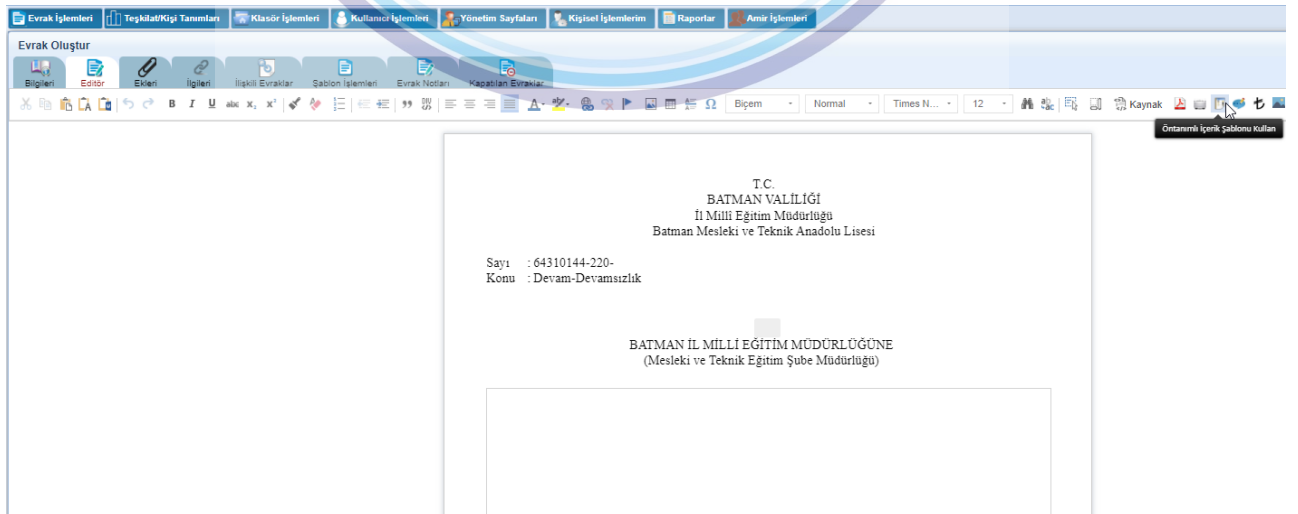 Evrak İşlemleri Teşkilat/Kişi Tanımları Klasör İşlemleri Kullanıcı İşlemleri Yönetim Sayfaları Kişisel İşlemlerim Raporlar Amir İşlemleri
Evrak Oluştur
Bilgileri Editör Ekleri İlgileri İlişkili Evraklar Şablon İşlemleri Evrak Notları Kapatılan Evraklar
Biçem Normal Times N... 12 Kaynak
Öntanımlı İçerik Şablonu Kullan
T.C.
BATMAN VALİLİĞİ
İl Millî Eğitim Müdürlüğü
Batman Mesleki ve Teknik Anadolu Lisesi
Sayı : 64310144-220-
Konu : Devam-Devamsızlık
BATMAN İL MİLLİ EĞİTİM MÜDÜRLÜĞÜNE
(Mesleki ve Teknik Eğitim Şube Müdürlüğü)